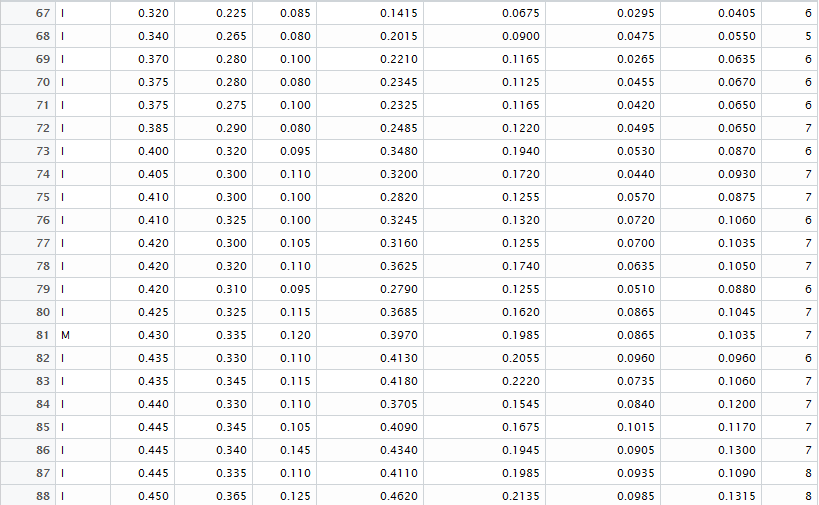 67 I 0.320 0.225 0.085 0.1415 0.0675 0.0295 0.0405 6
68 I 0.340 0.265 0.080 0.2015 0.0900 0.0475 0.0550 5
69 I 0.370 0.280 0.100 0.2210 0.1165 0.0265 0.0635 6
70 I 0.375 0.280 0.080 0.2345 0.1125 0.0455 0.0670 6
71 I 0.375 0.275 0.100 0.2325 0.1165 0.0420 0.0650 6
72 I 0.385 0.290 0.080 0.2485 0.1220 0.0495 0.0650 7
73 I 0.400 0.320 0.095 0.3480 0.1940 0.0530 0.0870 6
74 I 0.405 0.300 0.110 0.3200 0.1720 0.0440 0.0930 7
75 I 0.410 0.300 0.100 0.2820 0.1255 0.0570 0.0875 7
76 I 0.410 0.325 0.100 0.3245 0.1320 0.0720 0.1060 6
77 I 0.420 0.300 0.105 0.3160 0.1255 0.0700 0.1035 7
78 I 0.420 0.320 0.110 0.3625 0.1740 0.0635 0.1050 7
79 I 0.420 0.310 0.095 0.2790 0.1255 0.0510 0.0880 6
80 I 0.425 0.325 0.115 0.3685 0.1620 0.0865 0.1045 7
81 M 0.430 0.335 0.120 0.3970 0.1985 0.0865 0.1035 7
82 I 0.435 0.330 0.110 0.4130 0.2055 0.0960 0.0960 6
83 I 0.435 0.345 0.115 0.4180 0.2220 0.0735 0.1060 7
84 I 0.440 0.330 0.110 0.3705 0.1545 0.0840 0.1200 7
85 I 0.445 0.345 0.105 0.4090 0.1675 0.1015 0.1170 7
86 I 0.445 0.340 0.145 0.4340 0.1945 0.0905 0.1300 7
87 I 0.445 0.335 0.110 0.4110 0.1985 0.0935 0.1090 8
88 I 0.450 0.365 0.125 0.4620 0.2135 0.0985 0.1315 8